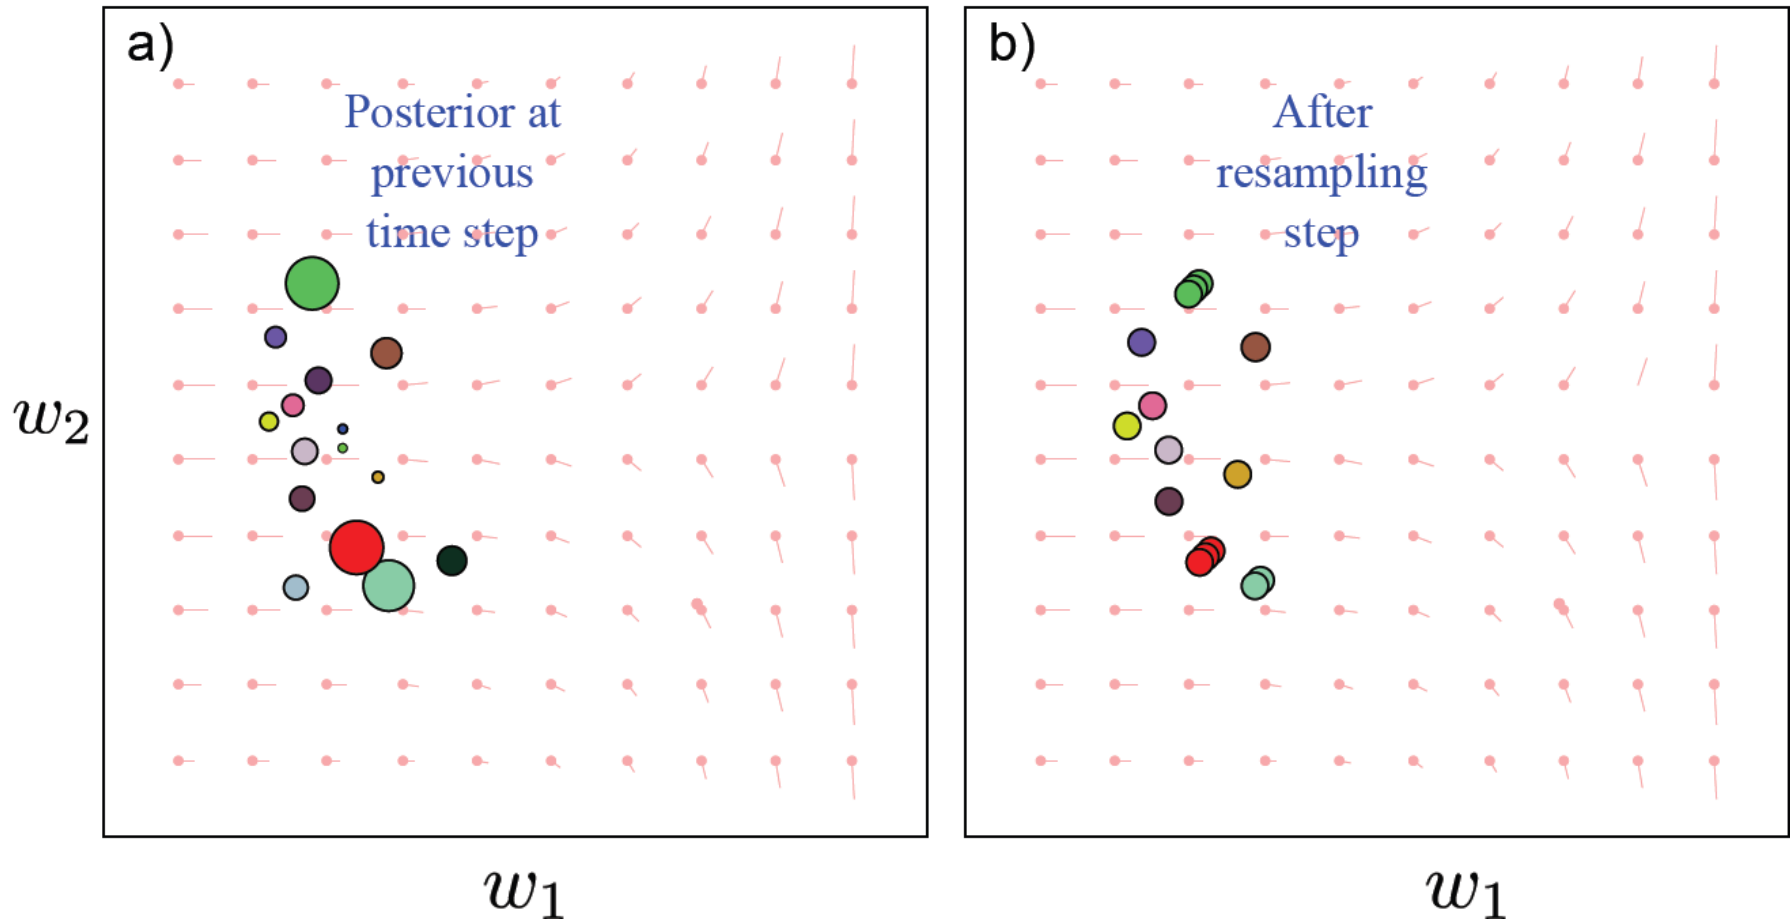 a)
Posterior at
previous
time step
b)
After
resampling
step
w2
w1
w1